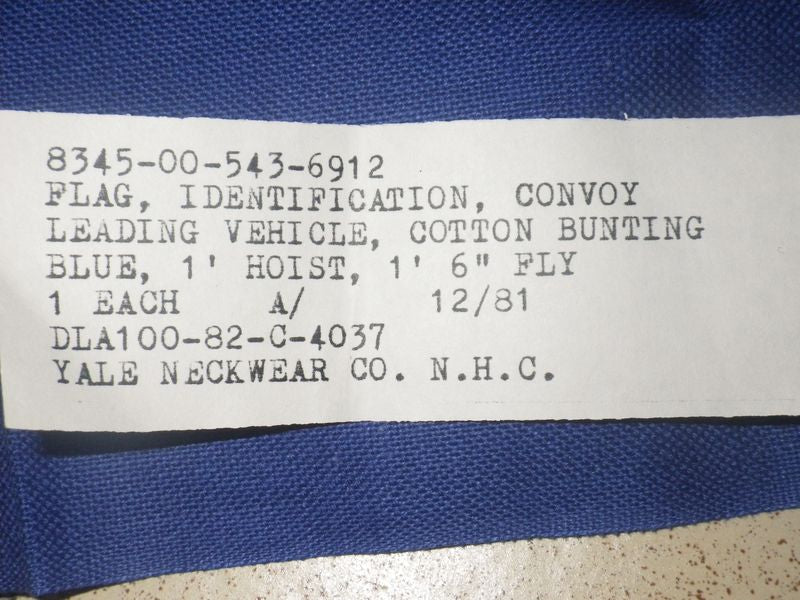 8345-00-543-6912
FLAG, IDENTIFICATION, CONVOY
LEADING VEHICLE, COTTON BUNTING
BLUE, 1' HOIST, 1' 6" FLY
1 EACH A/ 12/81
DLA100-82-C-4037
YALE NECKWEAR CO. N.H.C.